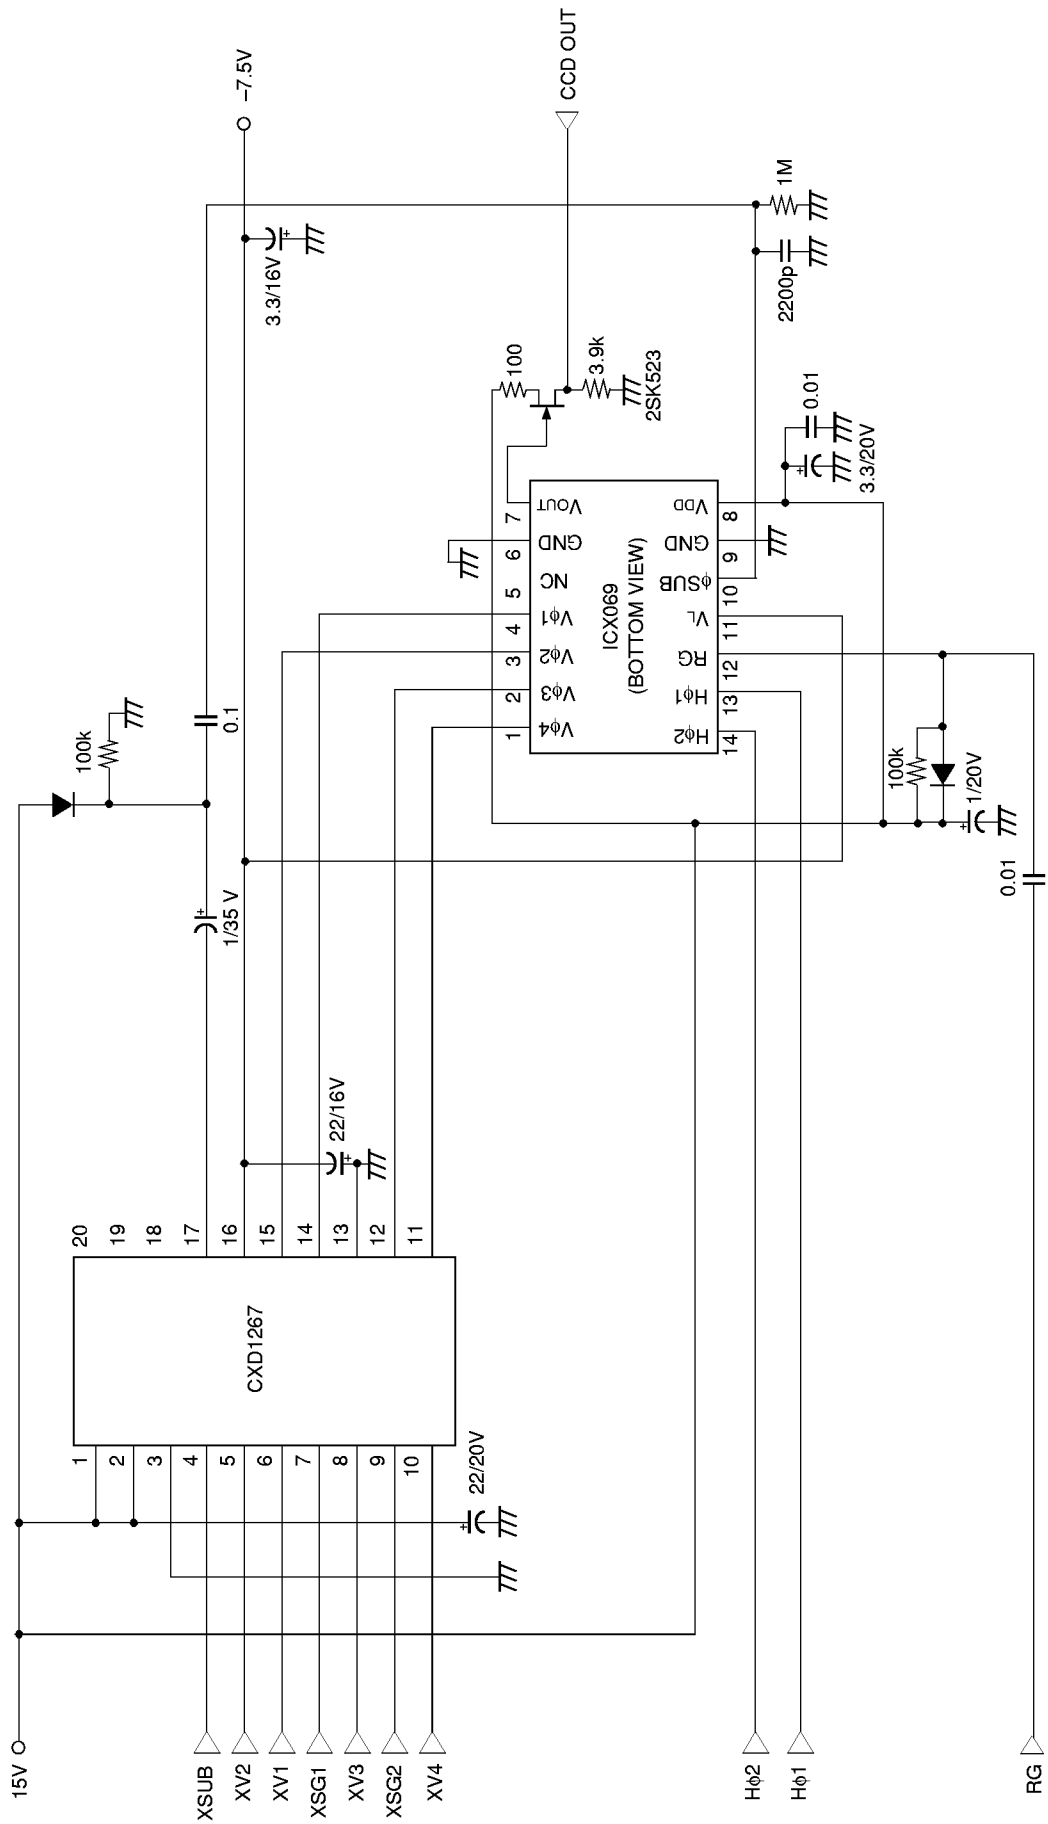 15V
XSUB
XV2
XV1
XSG1
XV3
XSG2
XV4
Hϕ2
Hϕ1
RG
22/20V
1
2
3
4
5
6
7
8
9
10
CXD1267
20
19
18
17
16
15
14
13
12
11
22/16V
+
1/35 V
+
100k
0.1
−7.5V
3.3/16V
+
CCD OUT
100
3.9k
2SK523
1M
2200p
ICX069
(BOTTOM VIEW)
1
2
3
4
5
6
7
Vϕ4
Vϕ3
Vϕ2
Vϕ1
NC
GND
VOUT
14
13
12
11
10
9
8
Hϕ2
Hϕ1
RG
VL
ϕSUB
GND
VDD
0.01
3.3/20V
+
100k
1/20V
+
0.01
+